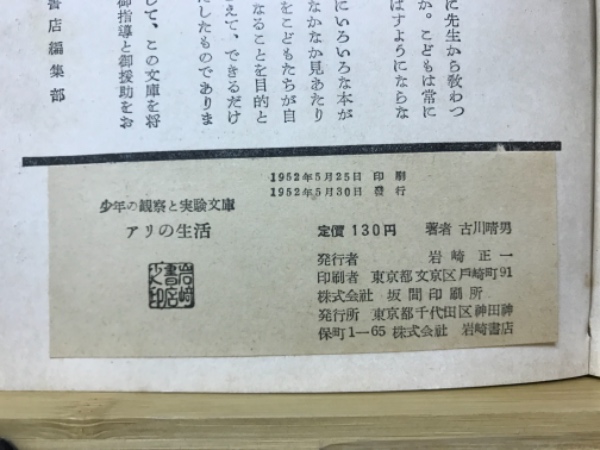 に先生から教わつ
か。こどもは常に
ばすようにならな
にいろいろな本が
なかなか見あたり
をこどもたちが自
なることを目的と
えて、できるだけ
だしたものでありま
して、この文庫を将
御指導と御援助をお
書店編集部
1952年5月25日 印刷
1952年5月30日 發行
少年の観察と実験文庫
アリの生活
定價 130円 著者 古川晴男
発行者 岩崎正一
印刷者 東京都文京区戸崎町91
株式会社 坂間印刷所
発行所 東京都千代田区神田神
保町1—65 株式会社 岩崎書店
岩崎
書店